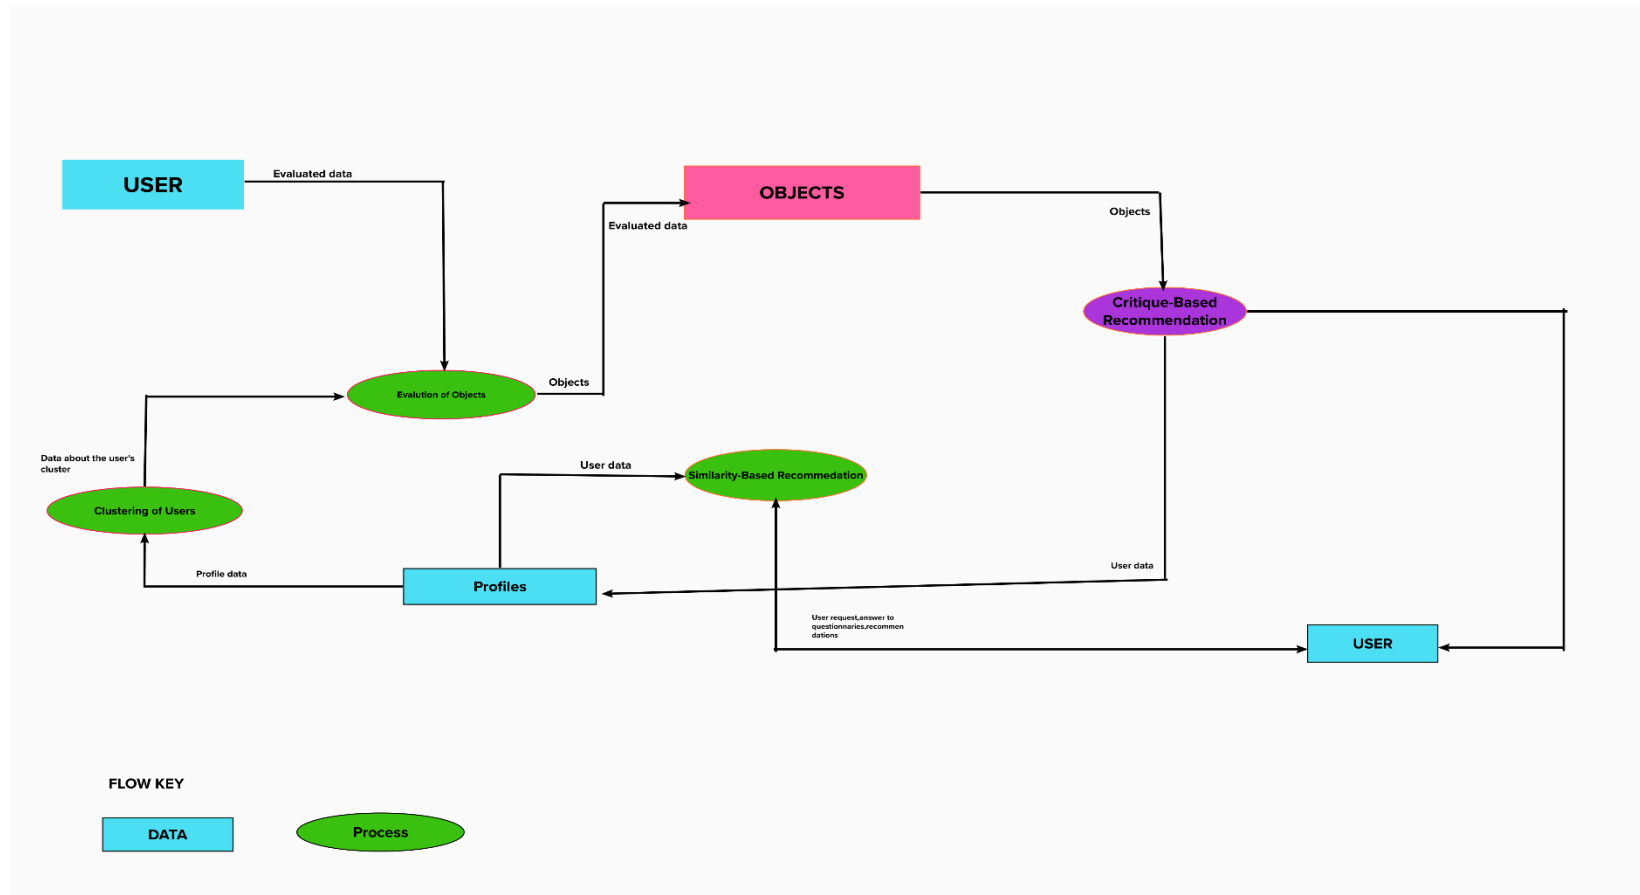 USER
Evaluated data
OBJECTS
Evaluated data
Objects
Critique-Based
Recommendation
Evalution of Objects
Objects
Data about the user's
cluster
User data
Similarity-Based Recommedation
Clustering of Users
Profile data
Profiles
User data
User request,answer to
questionnaries,recommen
dations
USER
FLOW KEY
DATA
Process